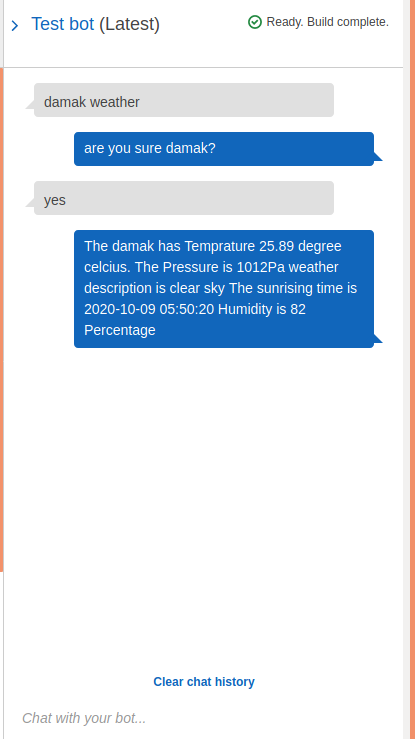 Test bot (Latest)
Ready. Build complete.
damak weather
are you sure damak?
yes
The damak has Temprature 25.89 degree
celcius. The Pressure is 1012Pa weather
description is clear sky The sunrising time is
2020-10-09 05:50:20 Humidity is 82
Percentage
Clear chat history
Chat with your bot...